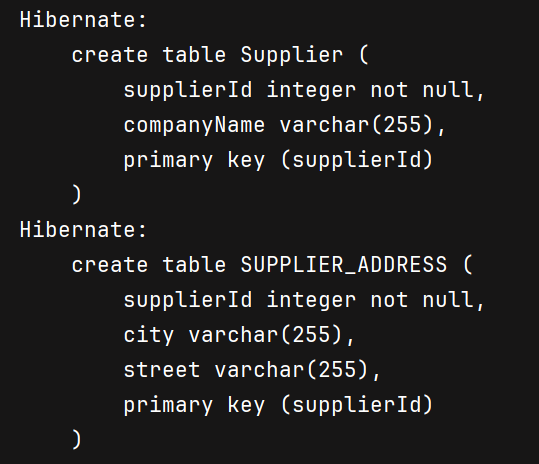 Hibernate:
    create table Supplier (
        supplierId integer not null,
        companyName varchar(255),
        primary key (supplierId)
    )
Hibernate:
    create table SUPPLIER_ADDRESS (
        supplierId integer not null,
        city varchar(255),
        street varchar(255),
        primary key (supplierId)
    )